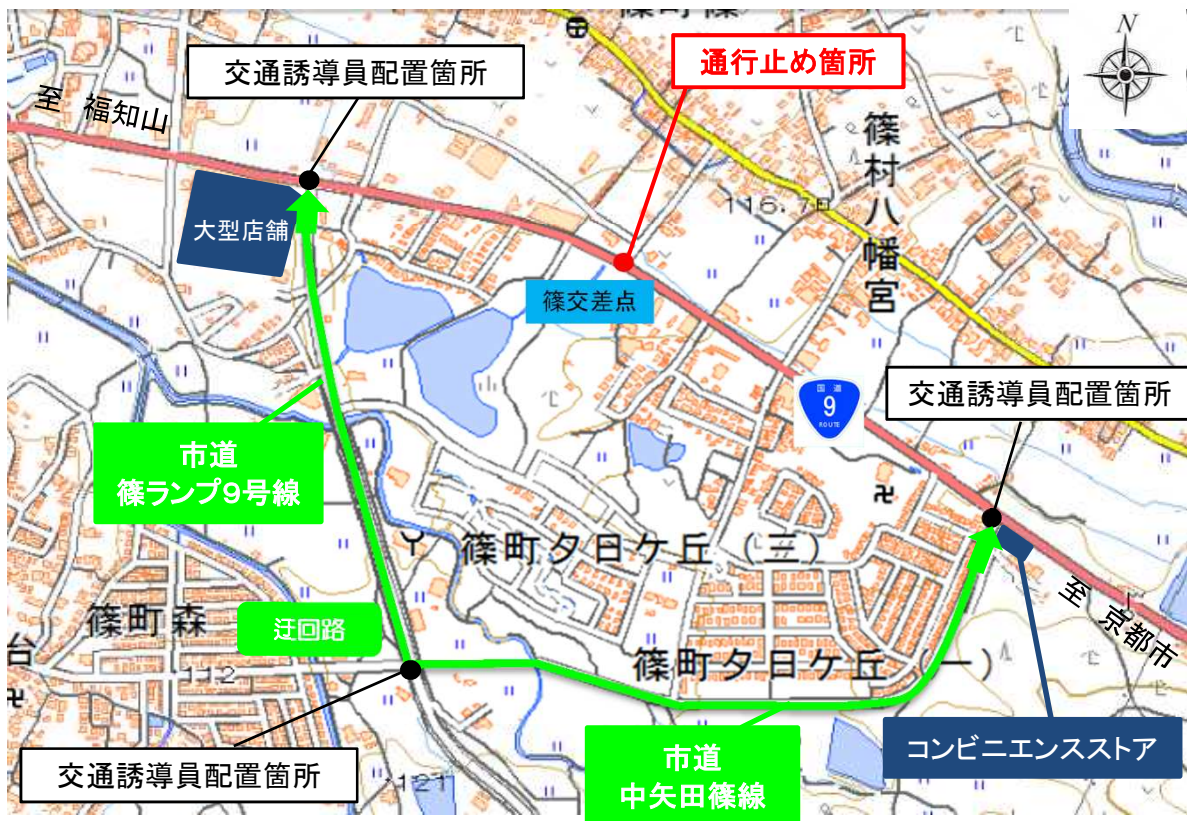 篠町篠
N
交通誘導員配置箇所
通行止め箇所
至 福知山
篠村八幡宮
116.7
大型店舗
篠交差点
国道
9
ROUTE
交通誘導員配置箇所
市道
篠ランプ9号線
篠町夕日ケ丘（三）
至 京都市
篠町森
迂回路
台
112
篠町夕日ケ丘（一）
コンビニエンスストア
市道
中矢田篠線
交通誘導員配置箇所
121